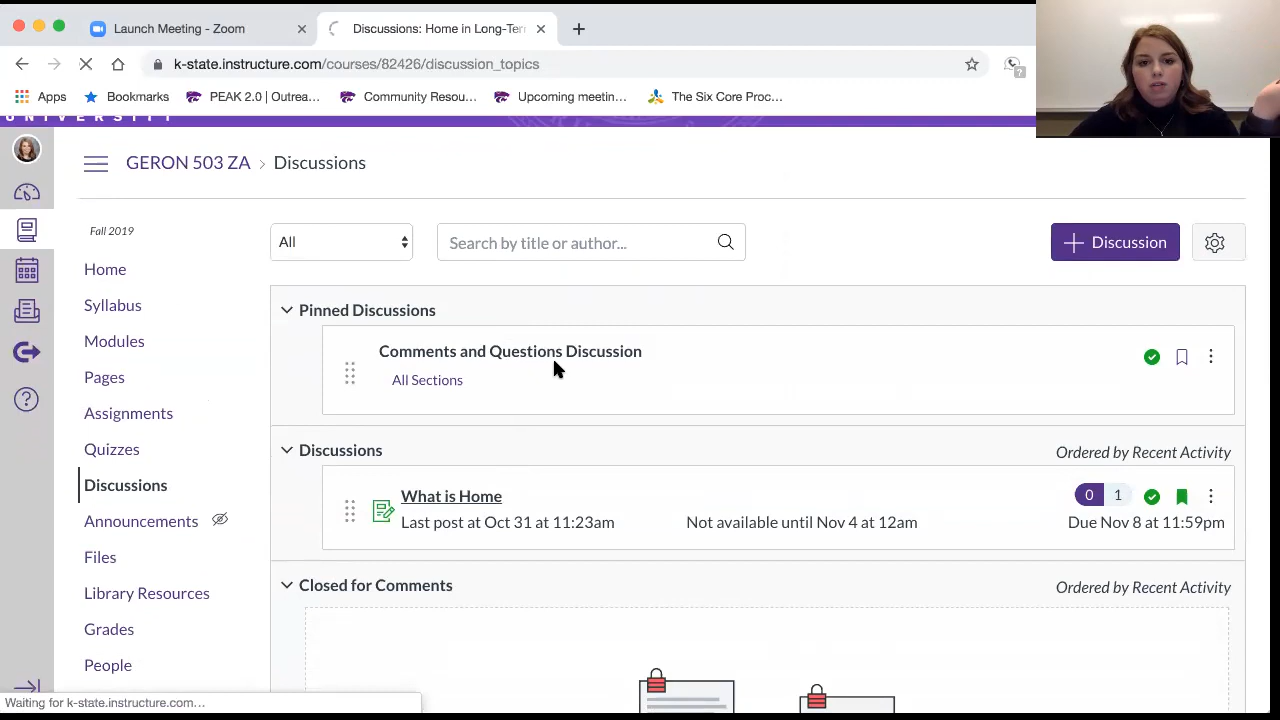 Launch Meeting - Zoom
Discussions: Home in Long-Ter
k-state.instructure.com/courses/82426/discussion_topics
Apps
Bookmarks
PEAK 2.0 | Outrea...
Community Resou...
Upcoming meetin...
The Six Core Proc...
UNIVERSITY
GERON 503 ZA > Discussions
Fall 2019
All
Search by title or author...
+ Discussion
Home
Syllabus
Modules
Pages
Assignments
Quizzes
Discussions
Announcements
Files
Library Resources
Grades
People
Pinned Discussions
Comments and Questions Discussion
All Sections
Discussions
Ordered by Recent Activity
What is Home
0 1
Last post at Oct 31 at 11:23am
Not available until Nov 4 at 12am
Due Nov 8 at 11:59pm
Closed for Comments
Ordered by Recent Activity
Waiting for k-state.instructure.com...